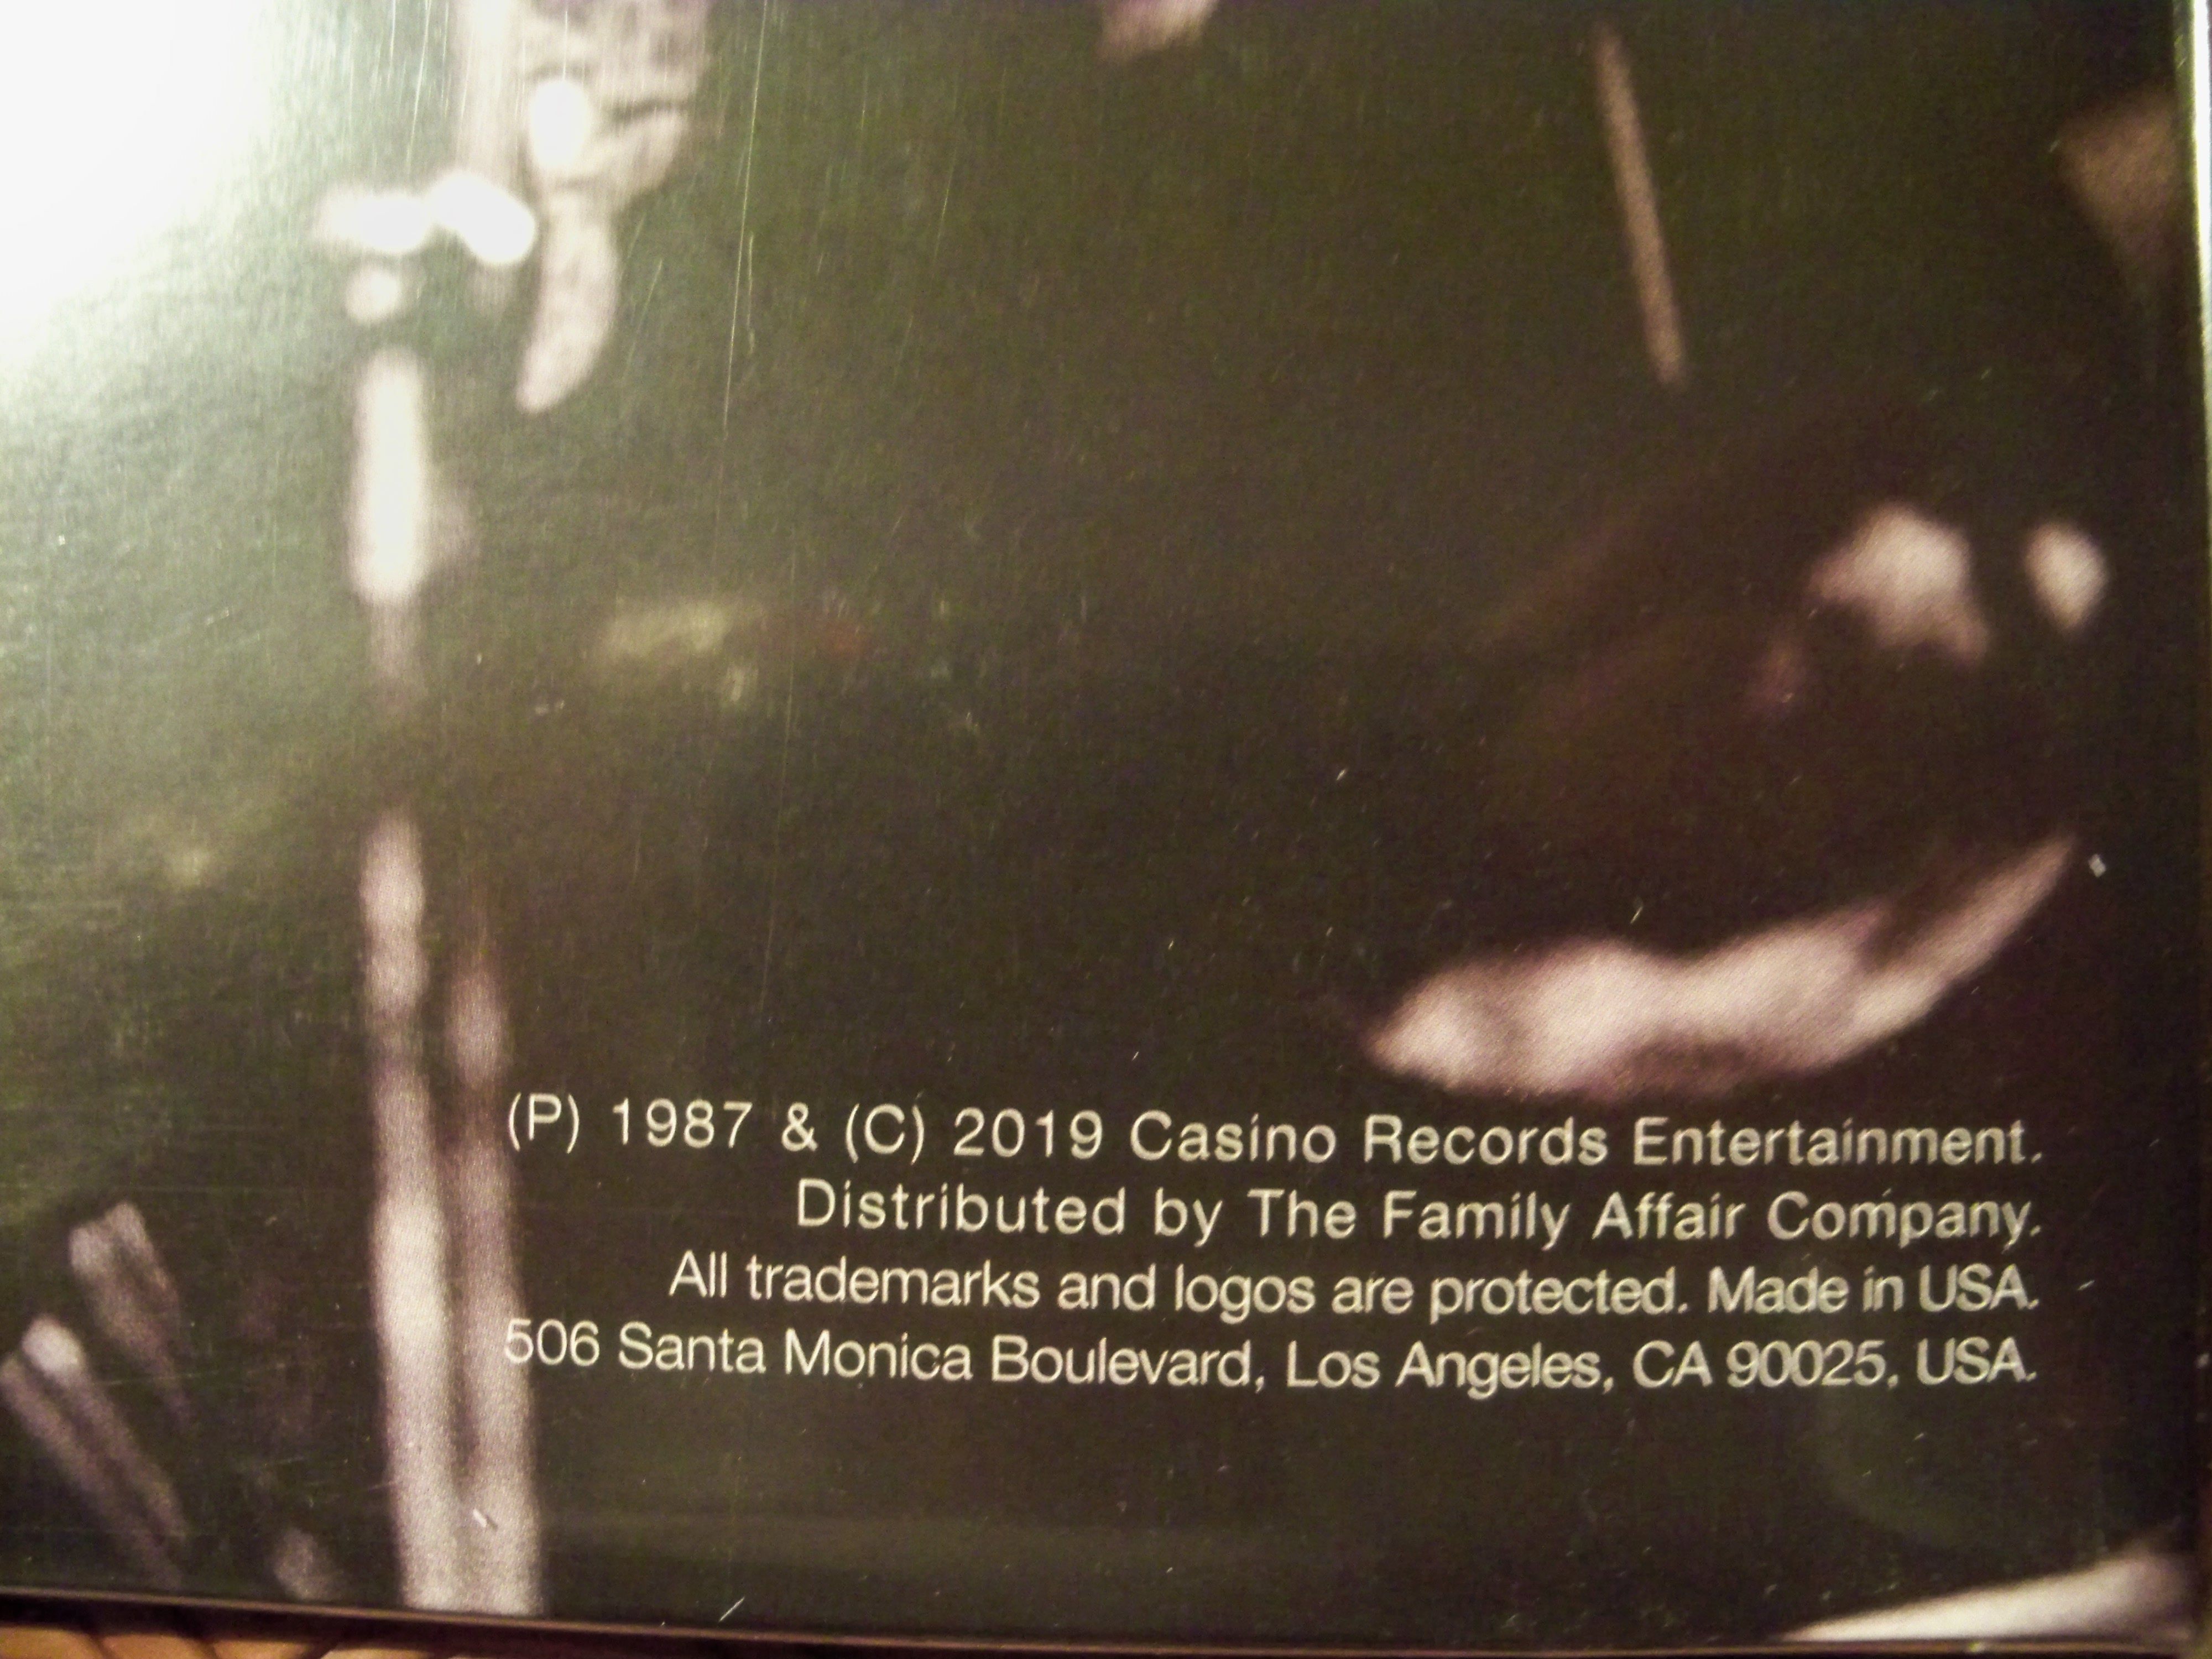 (P) 1987 & (C) 2019 Casino Records Entertainment.
Distributed by The Family Affair Company.
All trademarks and logos are protected. Made in USA.
506 Santa Monica Boulevard, Los Angeles, CA 90025, USA.